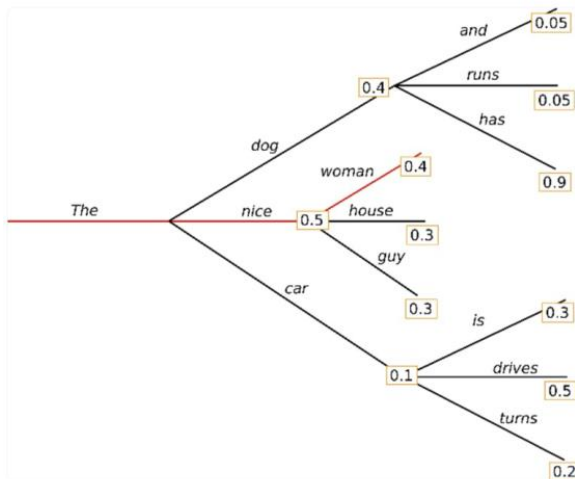 The
dog
0.4
and
0.05
runs
0.05
has
0.9
nice
0.5
woman
0.4
house
0.3
guy
0.3
car
0.1
is
0.3
drives
0.5
turns
0.2